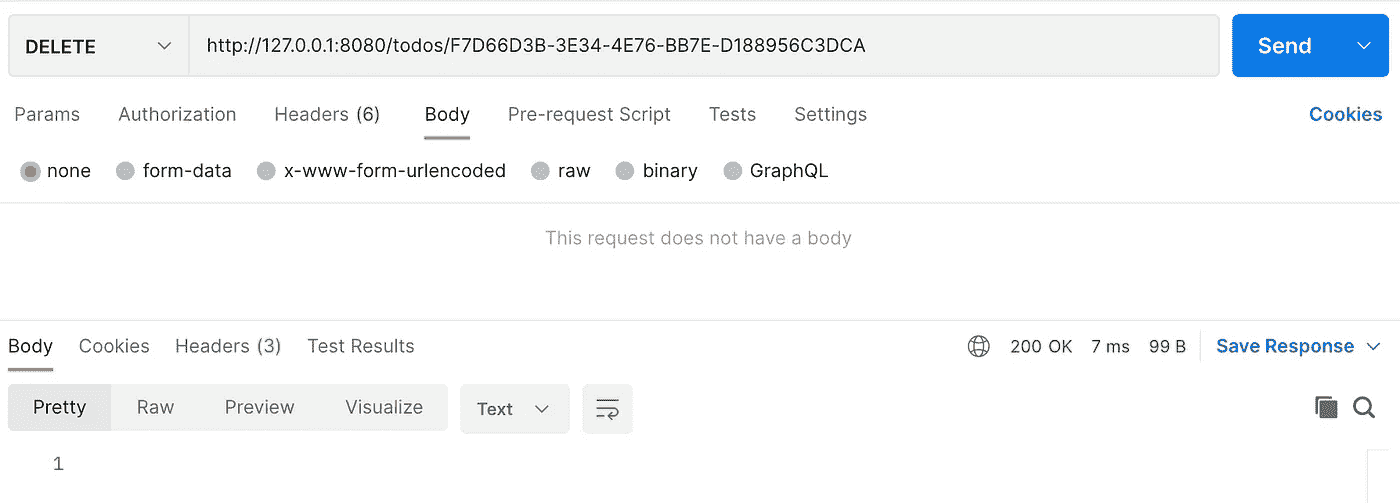 DELETE http://127.0.0.1:8080/todos/F7D66D3B-3E34-4E76-BB7E-D188956C3DCA Send
Params Authorization Headers (6) Body Pre-request Script Tests Settings Cookies
none form-data x-www-form-urlencoded raw binary GraphQL
This request does not have a body
Body Cookies Headers (3) Test Results 200 OK 7 ms 99 B Save Response
Pretty Raw Preview Visualize Text
1